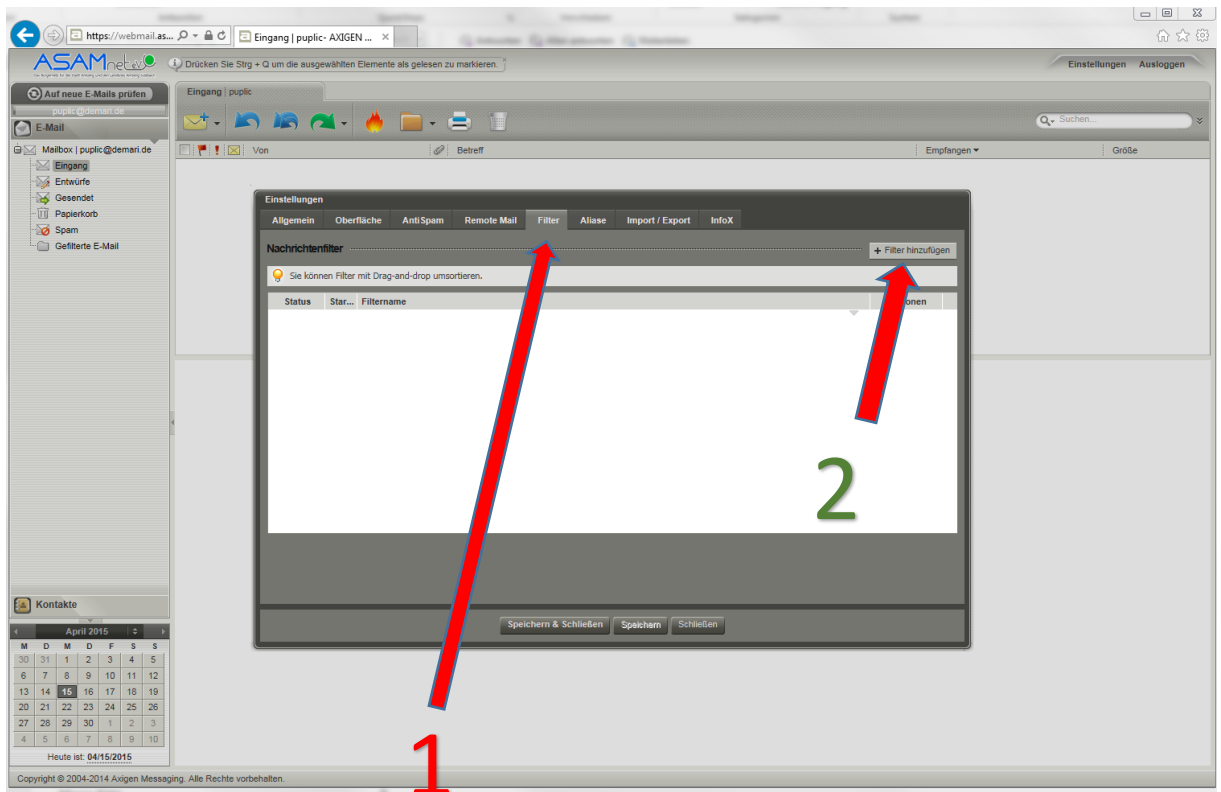 https://webmail.as...
Eingang | puplic- AXIGEN ...
ASAMnet
Drücken Sie Strg + Q um die ausgewählten Elemente als gelesen zu markieren.
Einstellungen Ausloggen
Auf neue E-Mails prüfen
puplic@demari.de
Eingang | puplic
E-Mail
Suchen...
Von Betreff Empfangen Größe
Mailbox | puplic@demari.de
Eingang
Entwürfe
Gesendet
Papierkorb
Spam
Gefilterte E-Mail
Einstellungen
Allgemein Oberfläche AntiSpam Remote Mail Filter Aliase Import / Export InfoX
Nachrichtenfilter
+ Filter hinzufügen
Sie können Filter mit Drag-and-drop umsortieren.
Status Star... Filtername onen
2
Speichern & Schließen Speichern Schließen
1
Kontakte
April 2015
M D M D F S S
30 31 1 2 3 4 5
6 7 8 9 10 11 12
13 14 15 16 17 18 19
20 21 22 23 24 25 26
27 28 29 30 1 2 3
4 5 6 7 8 9 10
Heute ist: 04/15/2015
Copyright © 2004-2014 Axigen Messaging. Alle Rechte vorbehalten.